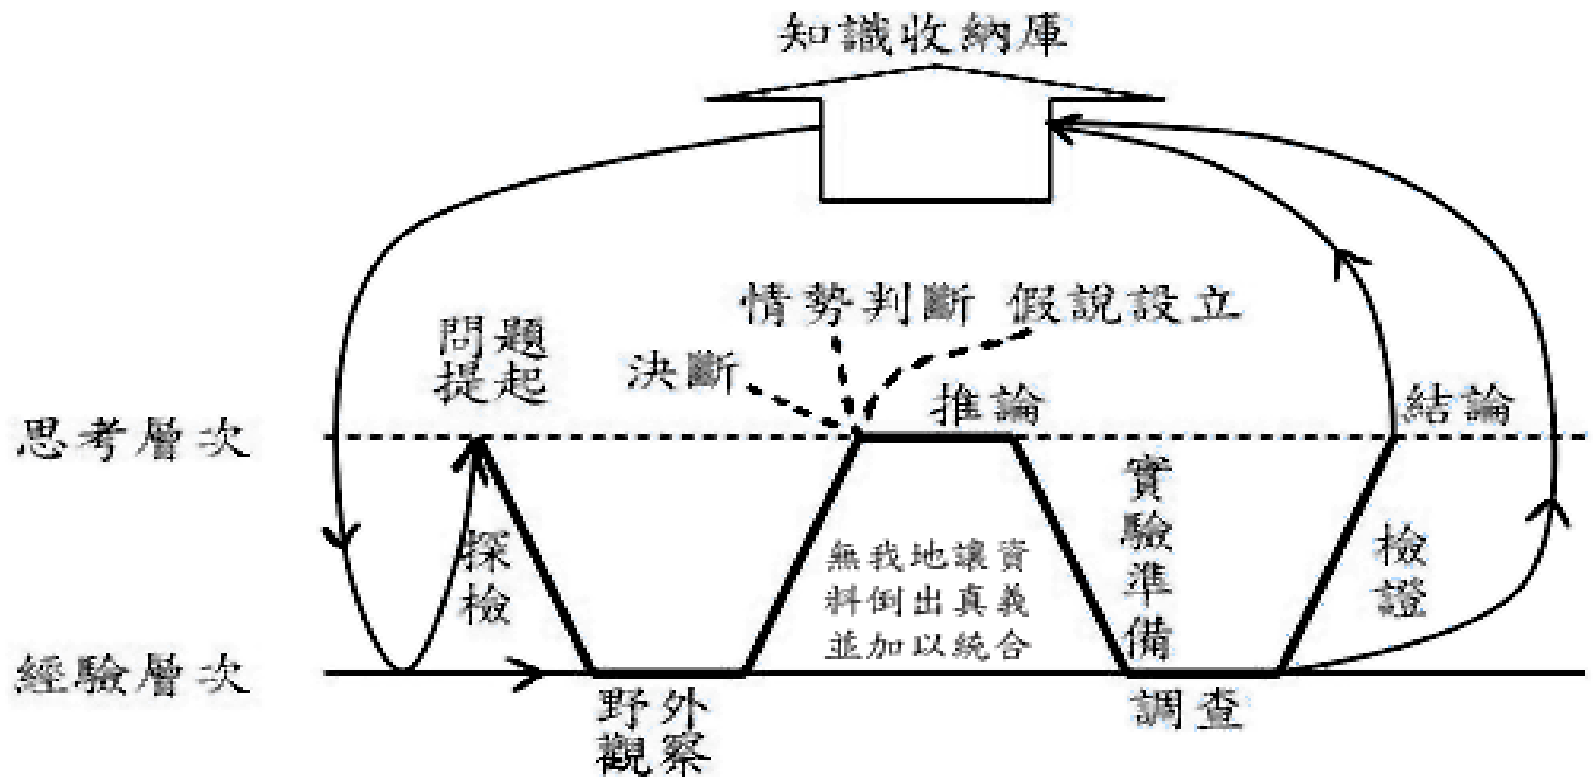 知識收納庫
情勢判斷 假說設立
問題
提起
決斷
推論
結論
思考層次
探檢
無我地讓資
料倒出真義
並加以統合
實驗準備
檢證
經驗層次
野外
觀察
調查